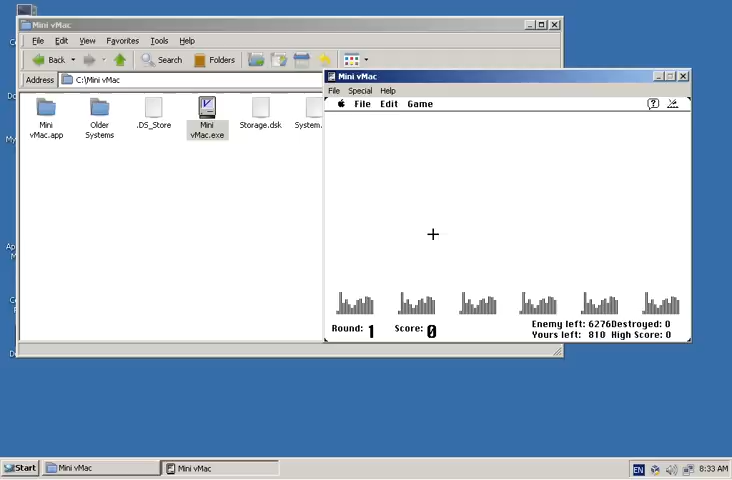 Mini vMac
File Edit View Favorites Tools Help
Back Search Folders
Address C:\Mini vMac
Mini vMac.app
Older Systems
.DS_Store
Mini vMac.exe
Storage.dsk
System.
Mini vMac
File Special Help
File Edit Game
Round: 1 Score: 0
Enemy left: 6276 Destroyed: 0
Yours left: 810 High Score: 0
Start Mini vMac Mini vMac EN 8:33 AM